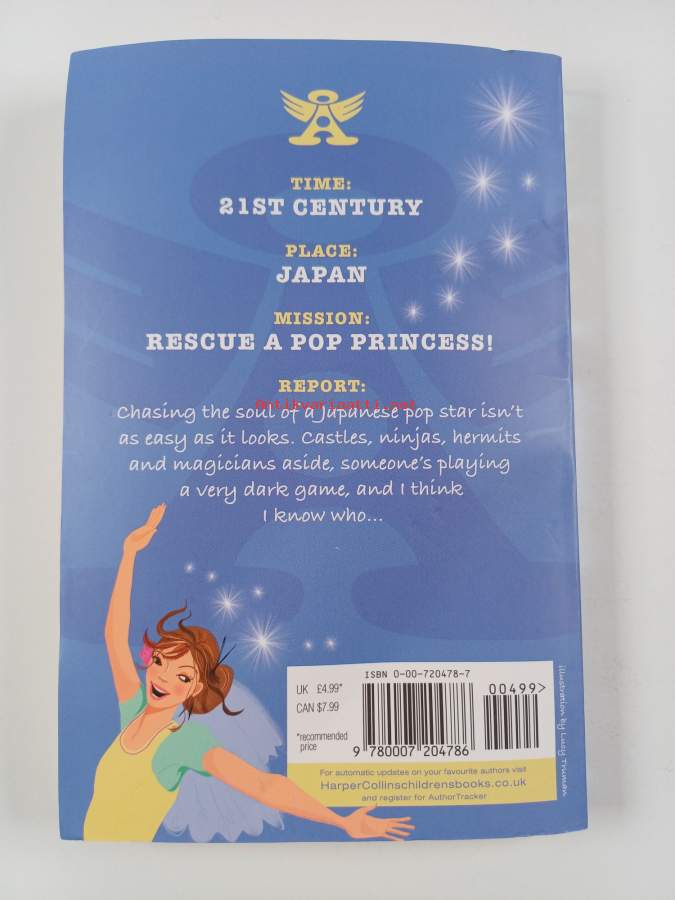 TIME:
21ST CENTURY
PLACE:
JAPAN
MISSION:
RESCUE A POP PRINCESS!
REPORT:
Antikvariaatti.net
Chasing the soul of a Japanese pop star isn't
as easy as it looks. Castles, ninjas, hermits
and magicians aside, someone's playing
a very dark game, and I think
I know who...
ISBN 0-00-720478-7
UK £4.99*
CAN $7.99
*recommended
price
00499>
9 780007 204786
For automatic updates on your favourite authors visit
HarperCollinschildrensbooks.co.uk
and register for AuthorTracker
illustration by Lucy Truman